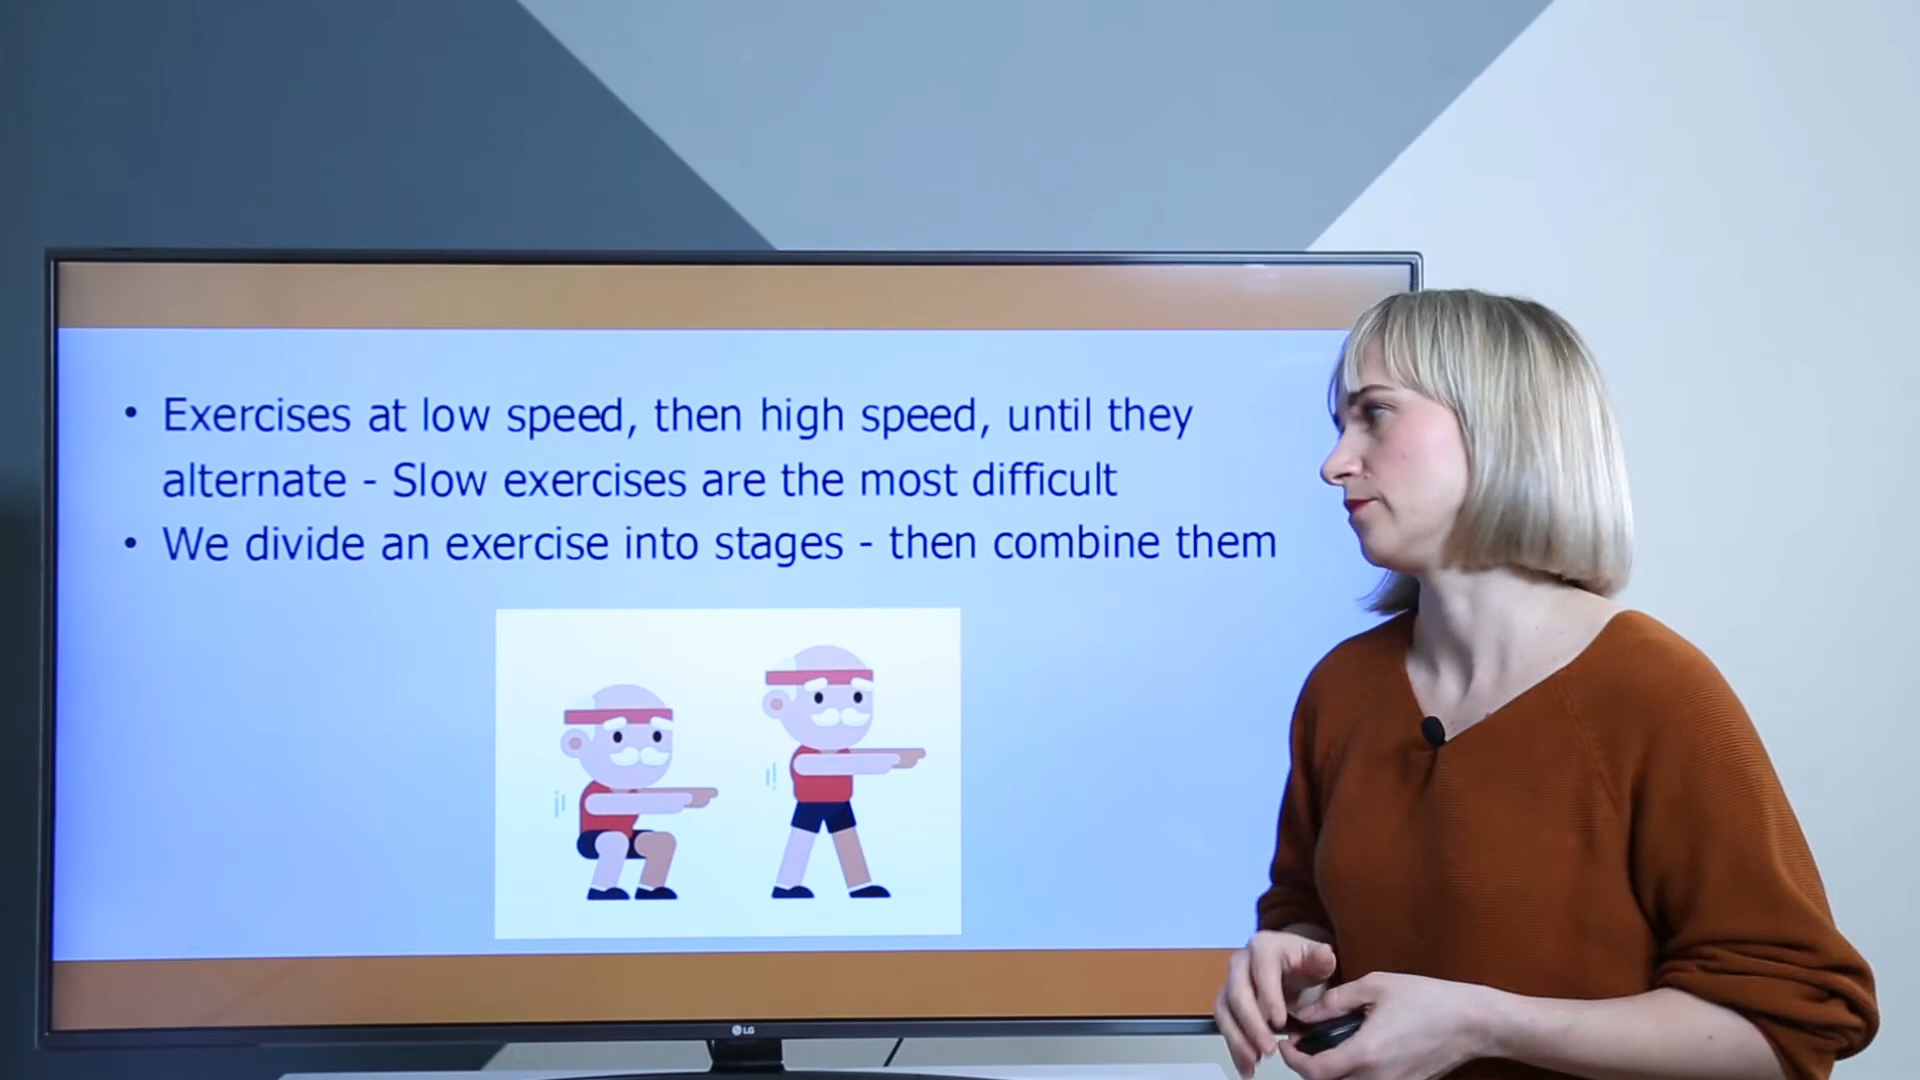 • Exercises at low speed, then high speed, until they
alternate - Slow exercises are the most difficult
• We divide an exercise into stages - then combine them
LG